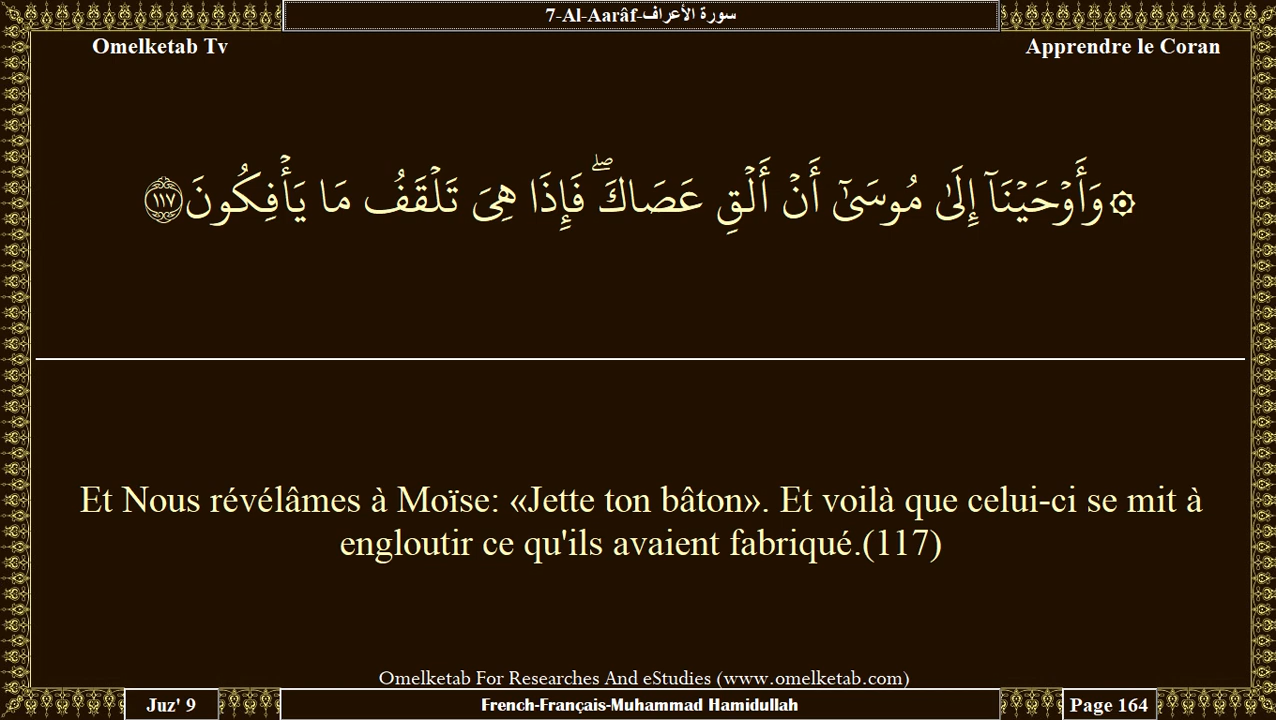 7-Al-Aarâf-سورة الأعراف
Omelketab Tv
Apprendre le Coran
۞ وَأَوۡحَيۡنَآ إِلَىٰ مُوسَىٰٓ أَنۡ أَلۡقِ عَصَاكَۖ فَإِذَا هِيَ تَلۡقَفُ مَا يَأۡفِكُونَ ١١٧
Et Nous révélâmes à Moïse: «Jette ton bâton». Et voilà que celui-ci se mit à
engloutir ce qu'ils avaient fabriqué.(117)
Omelketab For Researches And eStudies (www.omelketab.com)
Juz' 9
French-Français-Muhammad Hamidullah
Page 164